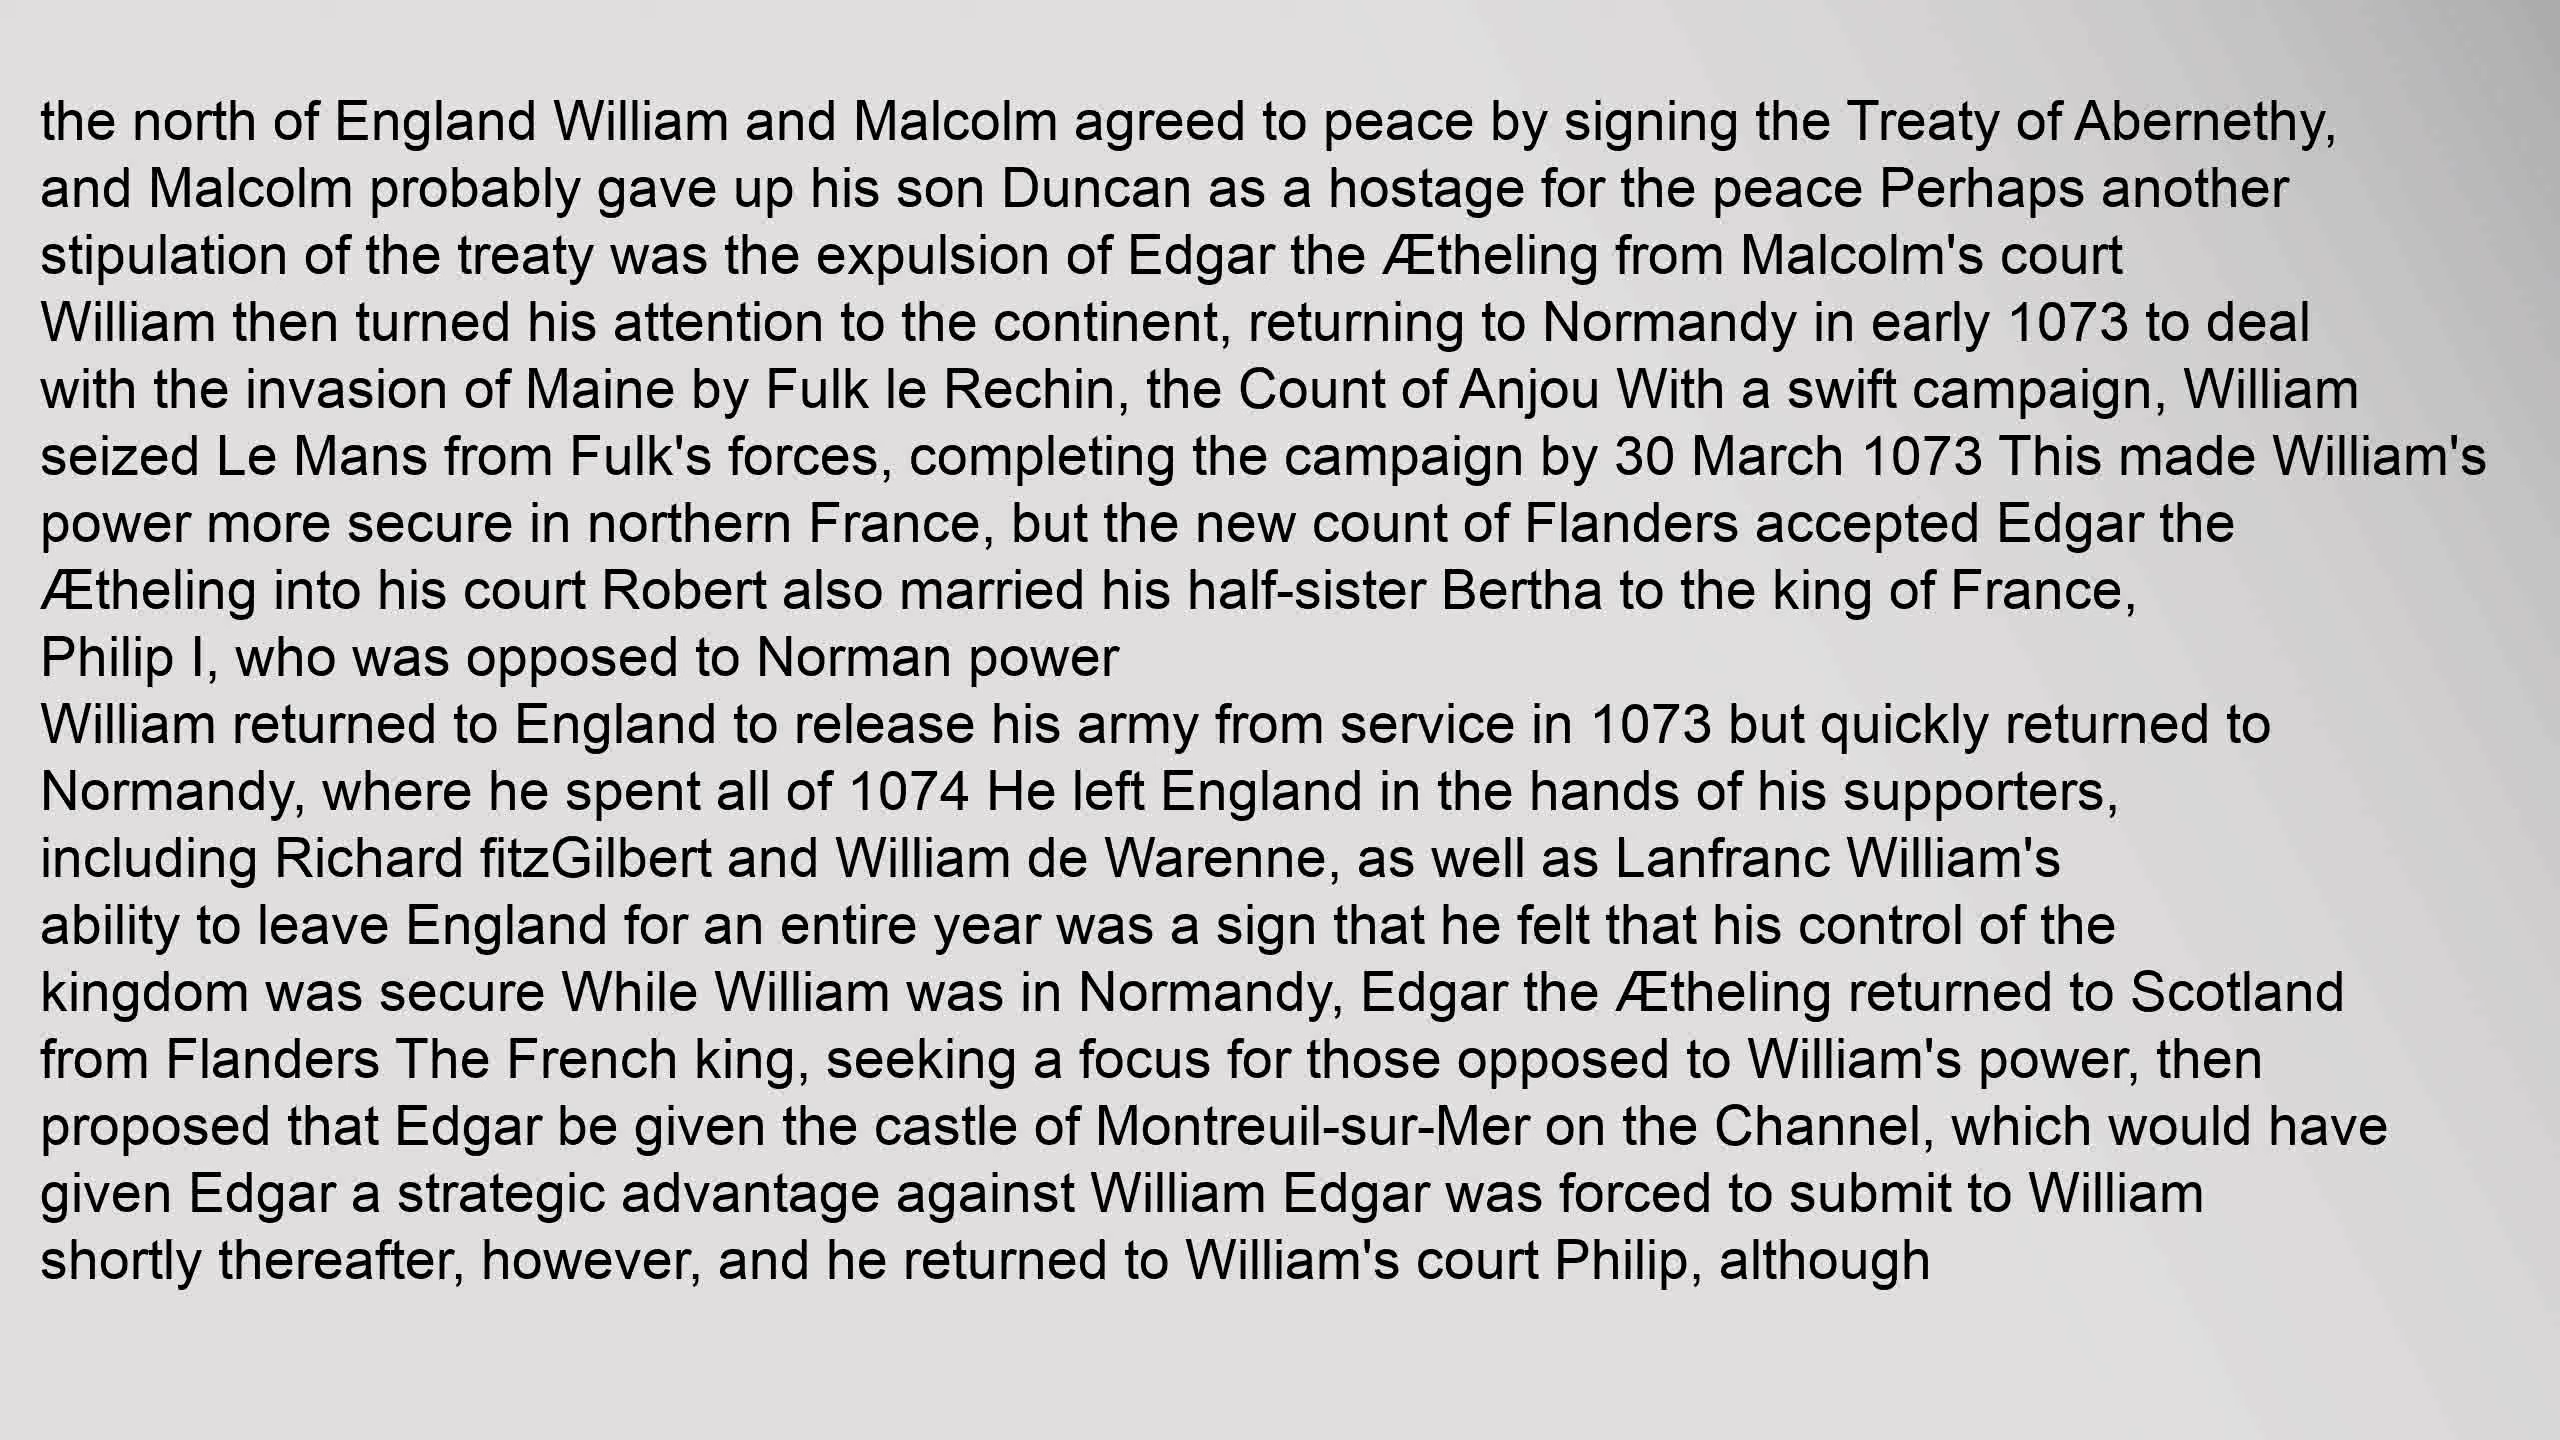 the north of England William and Malcolm agreed to peace by signing the Treaty of Abernethy,
and Malcolm probably gave up his son Duncan as a hostage for the peace Perhaps another
stipulation of the treaty was the expulsion of Edgar the Ætheling from Malcolm's court
William then turned his attention to the continent, returning to Normandy in early 1073 to deal
with the invasion of Maine by Fulk le Rechin, the Count of Anjou With a swift campaign, William
seized Le Mans from Fulk's forces, completing the campaign by 30 March 1073 This made William's
power more secure in northern France, but the new count of Flanders accepted Edgar the
Ætheling into his court Robert also married his half-sister Bertha to the king of France,
Philip I, who was opposed to Norman power
William returned to England to release his army from service in 1073 but quickly returned to
Normandy, where he spent all of 1074 He left England in the hands of his supporters,
including Richard fitzGilbert and William de Warenne, as well as Lanfranc William's
ability to leave England for an entire year was a sign that he felt that his control of the
kingdom was secure While William was in Normandy, Edgar the Ætheling returned to Scotland
from Flanders The French king, seeking a focus for those opposed to William's power, then
proposed that Edgar be given the castle of Montreuil-sur-Mer on the Channel, which would have
given Edgar a strategic advantage against William Edgar was forced to submit to William
shortly thereafter, however, and he returned to William's court Philip, although